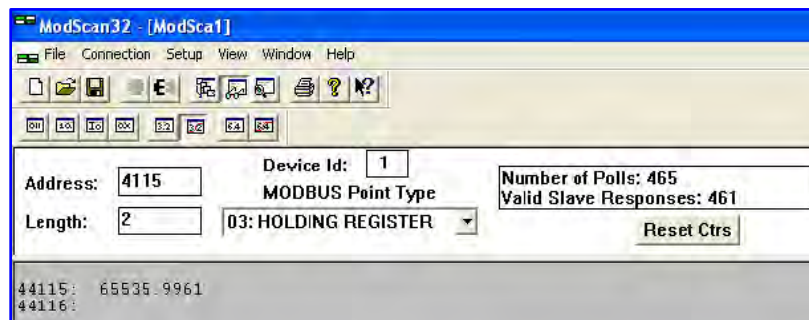 ModScan32 - [ModSca1]
File Connection Setup View Window Help
Address: 4115
Length: 2
Device Id: 1
MODBUS Point Type
03: HOLDING REGISTER
Number of Polls: 465
Valid Slave Responses: 461
Reset Ctrs
44115: 65535.9961
44116: